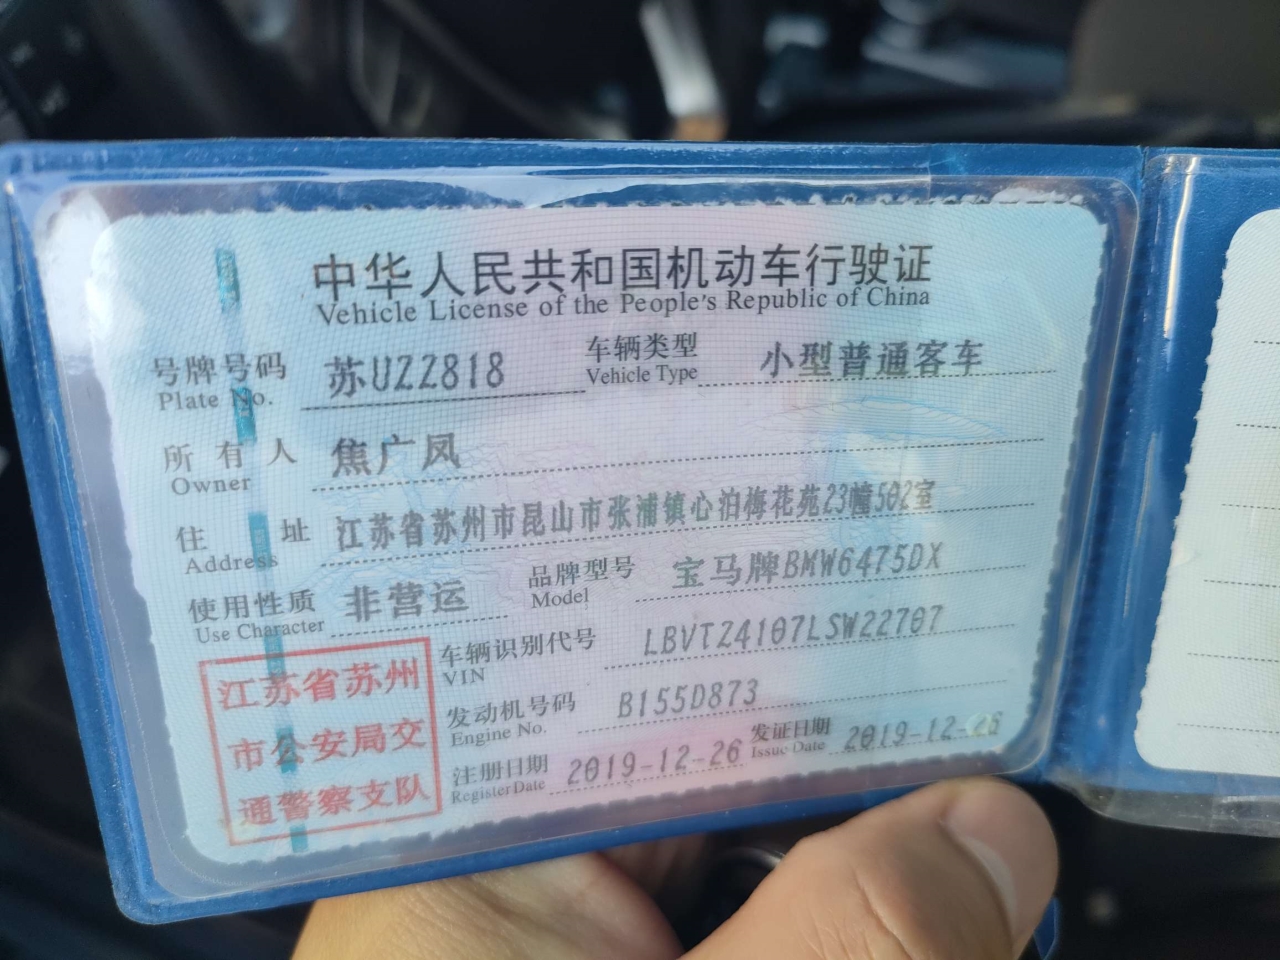 中华人民共和国机动车行驶证
Vehicle License of the People's Republic of China
号牌号码 苏UZ2818 车辆类型 小型普通客车
Plate No. Vehicle Type
所有人 焦广凤
Owner
住址 江苏省苏州市昆山市张浦镇心泊梅花苑23幢502室
Address
使用性质 非营运 品牌型号 宝马牌BMW6475DX
Use Character Model
车辆识别代号 LBVTZ4107LSW22707
VIN
发动机号码 B155D873
Engine No.
注册日期 2019-12-26 发证日期 2019-12-26
Register Date Issue Date
江苏省苏州
市公安局交
通警察支队